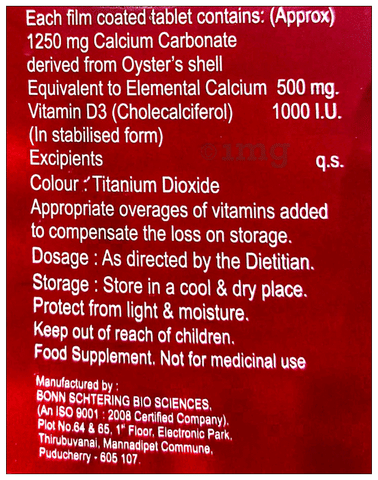 Each film coated tablet contains: (Approx)
1250 mg Calcium Carbonate
derived from Oyster's shell
Equivalent to Elemental Calcium 500 mg.
Vitamin D3 (Cholecalciferol) 1000 I.U.
(In stabilised form)
1mg
Excipients q.s.
Colour : Titanium Dioxide
Appropriate overages of vitamins added
to compensate the loss on storage.
Dosage : As directed by the Dietitian.
Storage : Store in a cool & dry place.
Protect from light & moisture.
Keep out of reach of children.
Food Supplement. Not for medicinal use
Manufactured by :
BONN SCHTERING BIO SCIENCES,
(An ISO 9001 : 2008 Certified Company),
Plot No.64 & 65, 1st Floor, Electronic Park,
Thirubuvanai, Mannadipet Commune,
Puducherry - 605 107.